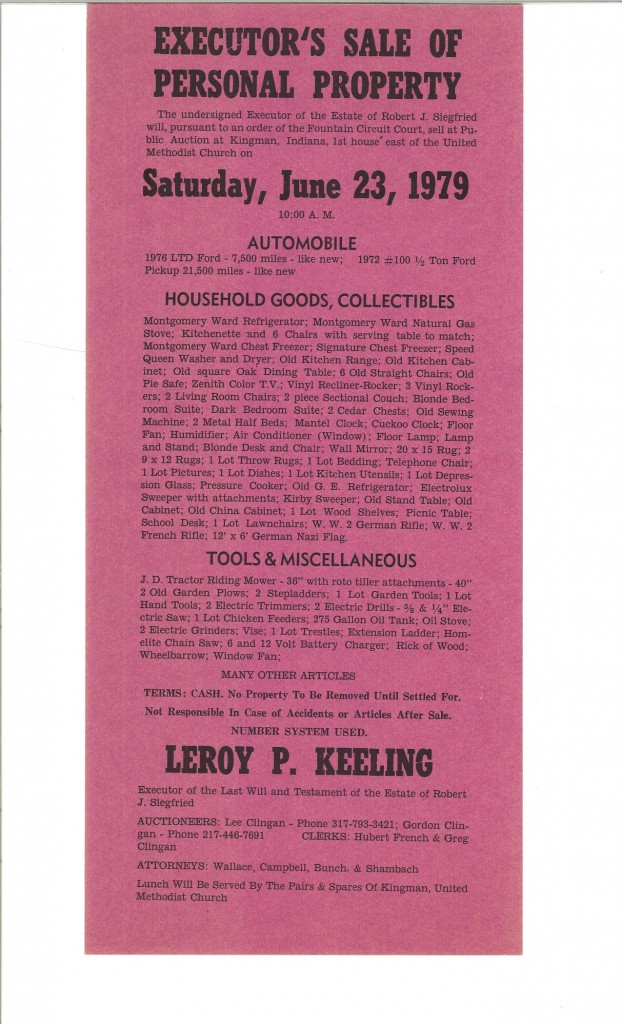 EXECUTOR'S SALE OF
PERSONAL PROPERTY
The undersigned Executor of the Estate of Robert J. Siegfried
will, pursuant to an order of the Fountain Circuit Court, sell at Pu-
blic Auction at Kingman, Indiana, 1st house east of the United
Methodist Church on
Saturday, June 23, 1979
10:00 A. M.
AUTOMOBILE
1976 LTD Ford - 7,500 miles - like new; 1972 #100 ½ Ton Ford
Pickup 21,500 miles - like new
HOUSEHOLD GOODS, COLLECTIBLES
Montgomery Ward Refrigerator; Montgomery Ward Natural Gas
Stove; Kitchenette and 6 Chairs with serving table to match;
Montgomery Ward Chest Freezer; Signature Chest Freezer; Speed
Queen Washer and Dryer; Old Kitchen Range; Old Kitchen Cab-
inet; Old square Oak Dining Table; 6 Old Straight Chairs; Old
Pie Safe; Zenith Color T.V.; Vinyl Recliner-Rocker; 3 Vinyl Rock-
ers; 2 Living Room Chairs; 2 piece Sectional Couch; Blonde Bed-
room Suite; Dark Bedroom Suite; 2 Cedar Chests; Old Sewing
Machine; 2 Metal Half Beds; Mantel Clock; Cuckoo Clock; Floor
Fan; Humidifier; Air Conditioner (Window); Floor Lamp; Lamp
and Stand; Blonde Desk and Chair; Wall Mirror; 20 x 15 Rug; 2
9 x 12 Rugs; 1 Lot Throw Rugs; 1 Lot Bedding; Telephone Chair;
1 Lot Pictures; 1 Lot Dishes; 1 Lot Kitchen Utensils; 1 Lot Depres-
sion Glass; Pressure Cooker; Old G. E. Refrigerator; Electrolux
Sweeper with attachments; Kirby Sweeper; Old Stand Table; Old
Cabinet; Old China Cabinet; 1 Lot Wood Shelves; Picnic Table;
School Desk; 1 Lot Lawnchairs; W. W. 2 German Rifle; W. W. 2
French Rifle; 12' x 6' German Nazi Flag.
TOOLS & MISCELLANEOUS
J. D. Tractor Riding Mower - 36" with roto tiller attachments - 40"
2 Old Garden Plows; 2 Stepladders; 1 Lot Garden Tools; 1 Lot
Hand Tools; 2 Electric Trimmers; 2 Electric Drills - ⅜ & ¼" Ele-
ctric Saw; 1 Lot Chicken Feeders; 275 Gallon Oil Tank; Oil Stove;
2 Electric Grinders; Vise; 1 Lot Trestles; Extension Ladder; Hom-
elite Chain Saw; 6 and 12 Volt Battery Charger; Rick of Wood;
Wheelbarrow; Window Fan;
MANY OTHER ARTICLES
TERMS: CASH. No Property To Be Removed Until Settled For.
Not Responsible In Case of Accidents or Articles After Sale.
NUMBER SYSTEM USED.
LEROY P. KEELING
Executor of the Last Will and Testament of the Estate of Robert
J. Siegfried
AUCTIONEERS: Lee Clingan - Phone 317-793-3421; Gordon Clin-
gan - Phone 217-446-7691 CLERKS: Hubert French & Greg
Clingan
ATTORNEYS: Wallace, Campbell, Bunch, & Shambach
Lunch Will Be Served By The Pairs & Spares Of Kingman, United
Methodist Church